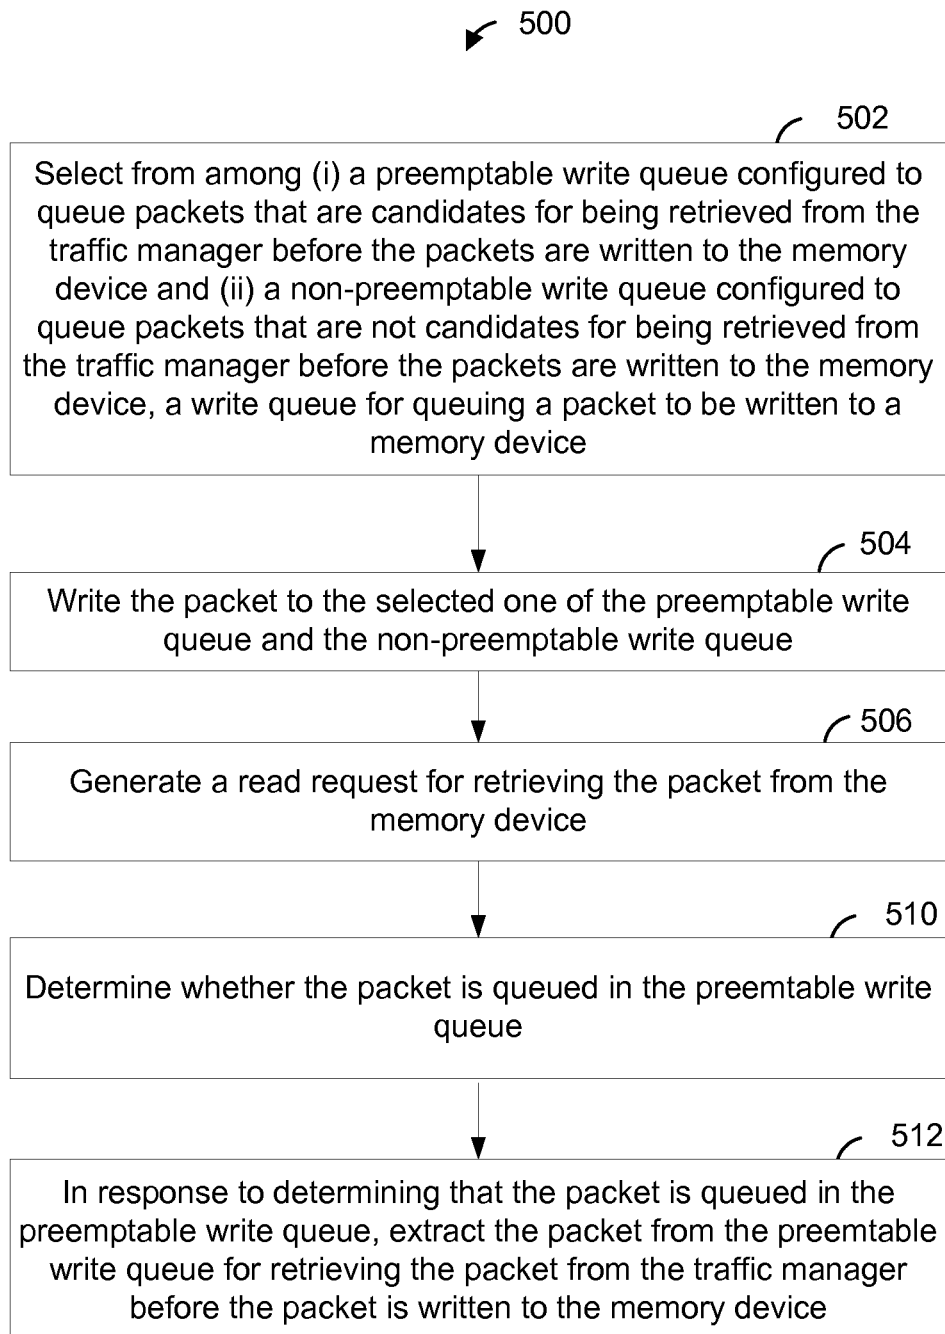 500
502
Select from among (i) a preemptable write queue configured to
queue packets that are candidates for being retrieved from the
traffic manager before the packets are written to the memory
device and (ii) a non-preemptable write queue configured to
queue packets that are not candidates for being retrieved from
the traffic manager before the packets are written to the memory
device, a write queue for queuing a packet to be written to a
memory device
504
Write the packet to the selected one of the preemptable write
queue and the non-preemptable write queue
506
Generate a read request for retrieving the packet from the
memory device
510
Determine whether the packet is queued in the preemtable write
queue
512
In response to determining that the packet is queued in the
preemptable write queue, extract the packet from the preemtable
write queue for retrieving the packet from the traffic manager
before the packet is written to the memory device